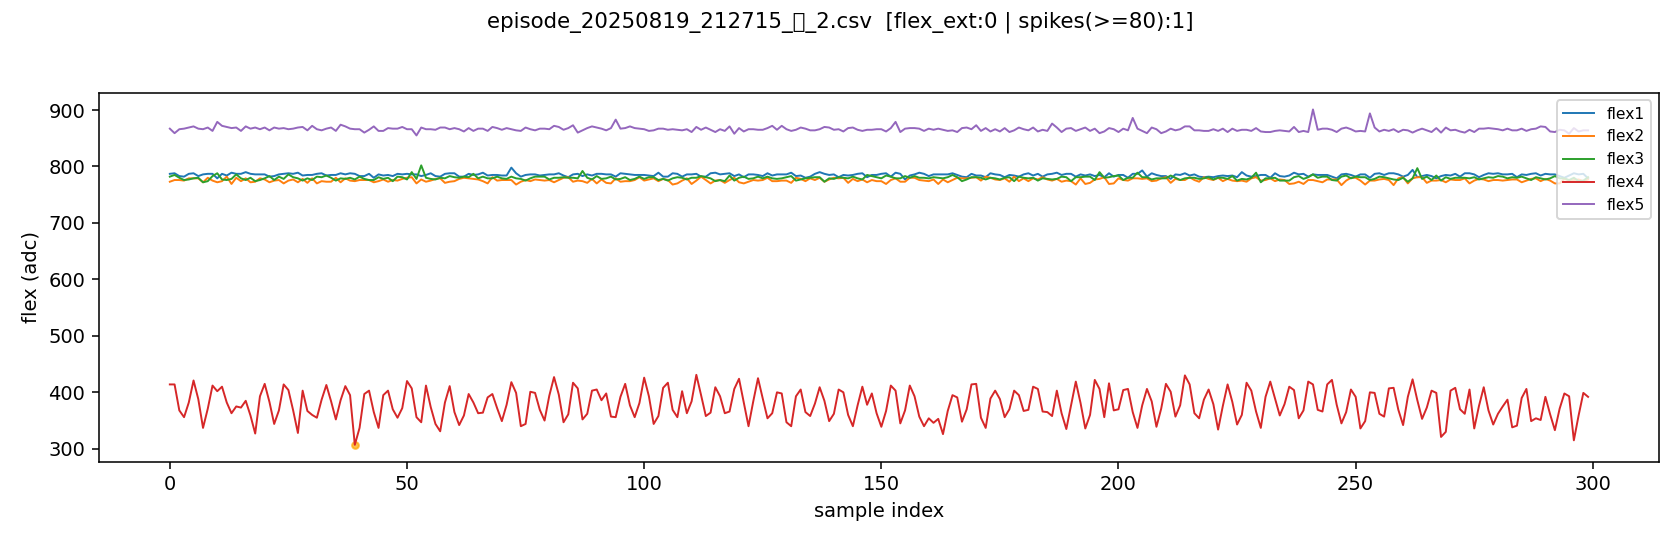 episode_20250819_212715_▯_2.csv  [flex_ext:0 | spikes(>=80):1]
900
800
700
600
500
400
300
flex (adc)
0
50
100
150
200
250
300
sample index
flex1
flex2
flex3
flex4
flex5